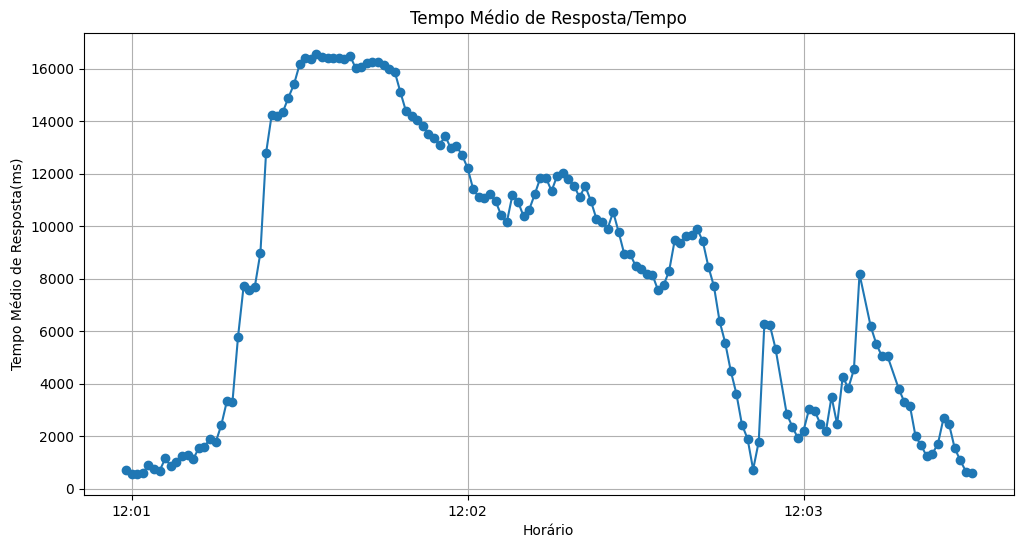 Tempo Médio de Resposta/Tempo
Tempo Médio de Resposta(ms)
16000
14000
12000
10000
8000
6000
4000
2000
0
12:01 12:02 12:03
Horário